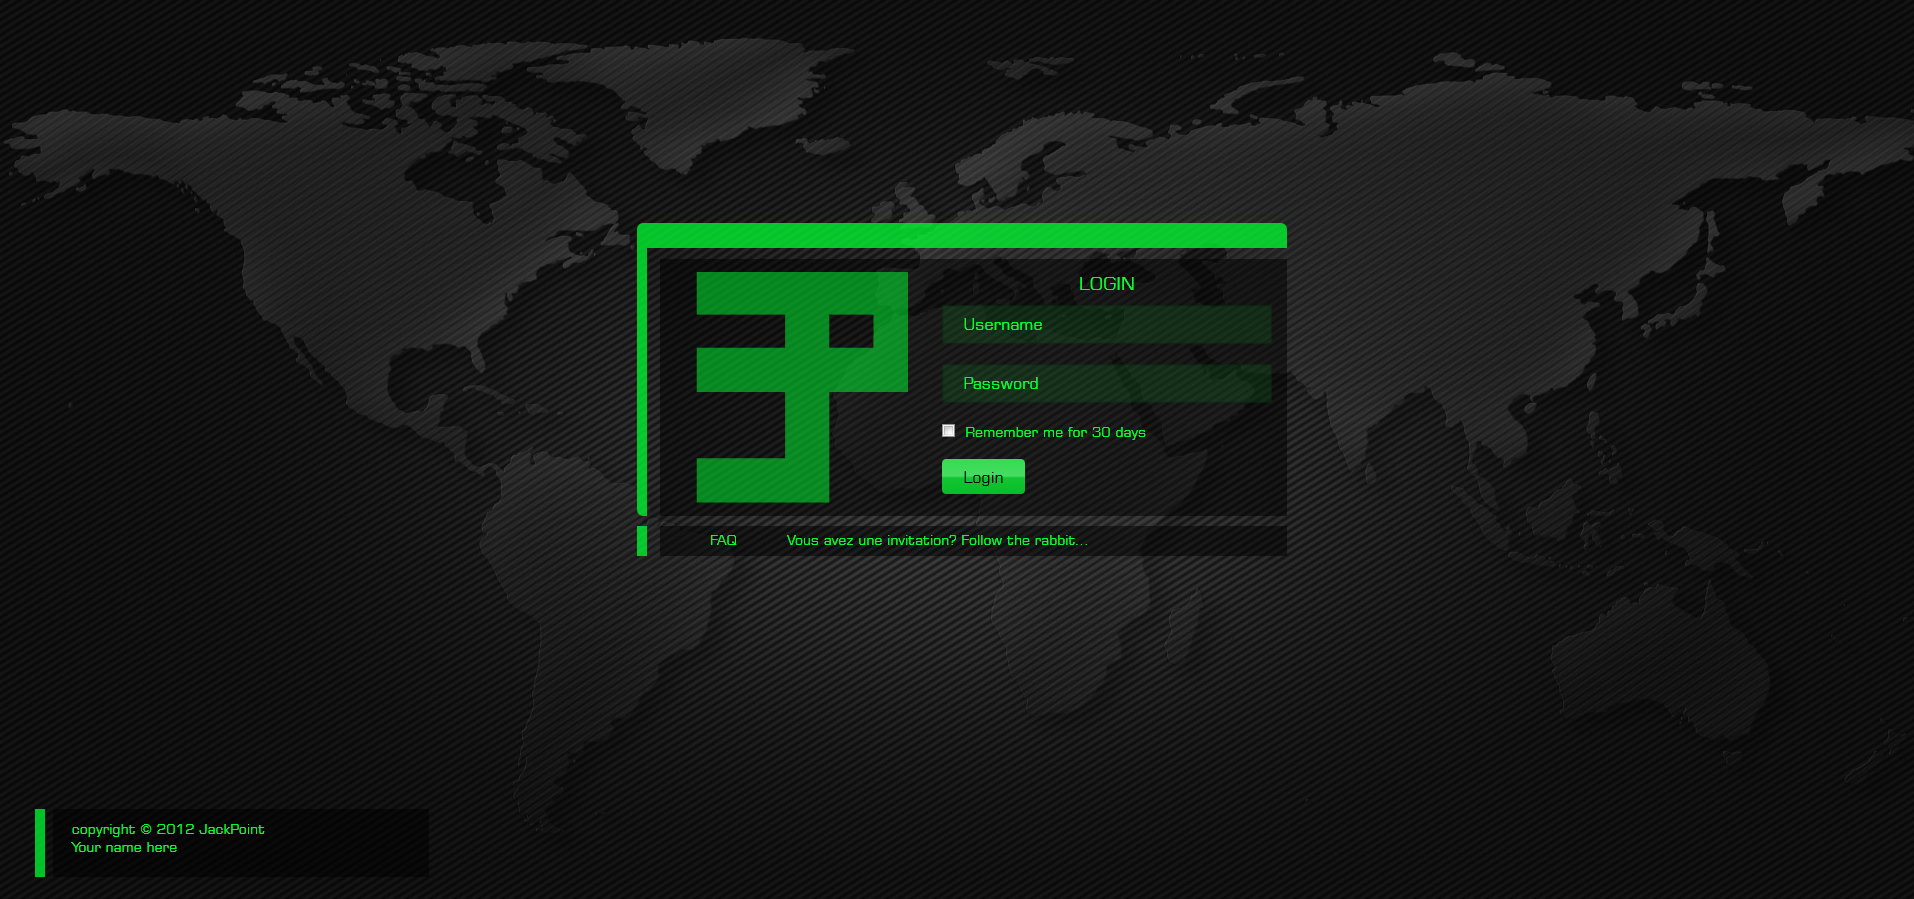 LOGIN
Username
Password
Remember me for 30 days
Login
FAQ
Vous avez une invitation? Follow the rabbit...
copyright © 2012 JackPoint
Your name here